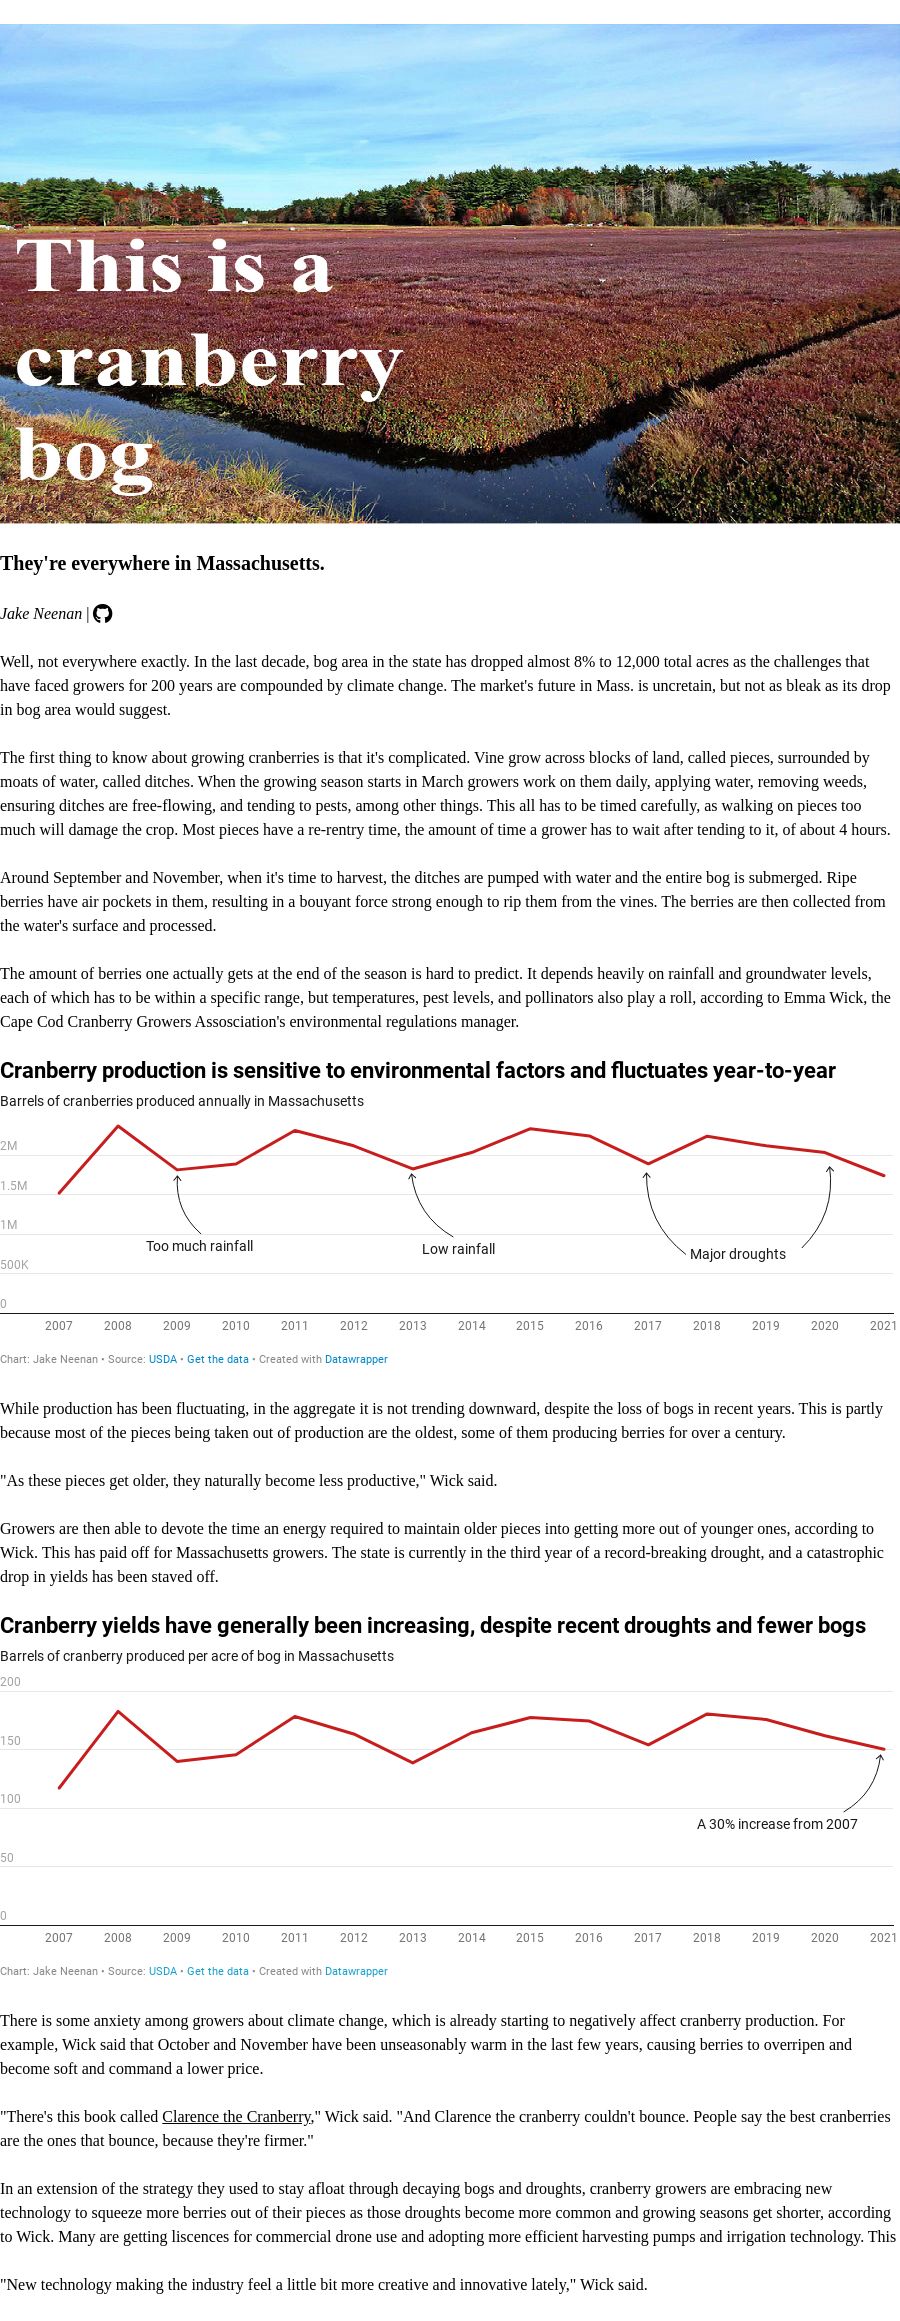 This is a
cranberry
bog
They're everywhere in Massachusetts.
Jake Neenan |
Well, not everywhere exactly. In the last decade, bog area in the state has dropped almost 8% to 12,000 total acres as the challenges that
have faced growers for 200 years are compounded by climate change. The market's future in Mass. is uncretain, but not as bleak as its drop
in bog area would suggest.
The first thing to know about growing cranberries is that it's complicated. Vine grow across blocks of land, called pieces, surrounded by
moats of water, called ditches. When the growing season starts in March growers work on them daily, applying water, removing weeds,
ensuring ditches are free-flowing, and tending to pests, among other things. This all has to be timed carefully, as walking on pieces too
much will damage the crop. Most pieces have a re-rentry time, the amount of time a grower has to wait after tending to it, of about 4 hours.
Around September and November, when it's time to harvest, the ditches are pumped with water and the entire bog is submerged. Ripe
berries have air pockets in them, resulting in a bouyant force strong enough to rip them from the vines. The berries are then collected from
the water's surface and processed.
The amount of berries one actually gets at the end of the season is hard to predict. It depends heavily on rainfall and groundwater levels,
each of which has to be within a specific range, but temperatures, pest levels, and pollinators also play a roll, according to Emma Wick, the
Cape Cod Cranberry Growers Assosciation's environmental regulations manager.
Cranberry production is sensitive to environmental factors and fluctuates year-to-year
Barrels of cranberries produced annually in Massachusetts
2M
1.5M
1M
Too much rainfall
Low rainfall
Major droughts
500K
0
2007 2008 2009 2010 2011 2012 2013 2014 2015 2016 2017 2018 2019 2020 2021
Chart: Jake Neenan • Source: USDA • Get the data • Created with Datawrapper
While production has been fluctuating, in the aggregate it is not trending downward, despite the loss of bogs in recent years. This is partly
because most of the pieces being taken out of production are the oldest, some of them producing berries for over a century.
"As these pieces get older, they naturally become less productive," Wick said.
Growers are then able to devote the time an energy required to maintain older pieces into getting more out of younger ones, according to
Wick. This has paid off for Massachusetts growers. The state is currently in the third year of a record-breaking drought, and a catastrophic
drop in yields has been staved off.
Cranberry yields have generally been increasing, despite recent droughts and fewer bogs
Barrels of cranberry produced per acre of bog in Massachusetts
200
150
100
A 30% increase from 2007
50
0
2007 2008 2009 2010 2011 2012 2013 2014 2015 2016 2017 2018 2019 2020 2021
Chart: Jake Neenan • Source: USDA • Get the data • Created with Datawrapper
There is some anxiety among growers about climate change, which is already starting to negatively affect cranberry production. For
example, Wick said that October and November have been unseasonably warm in the last few years, causing berries to overripen and
become soft and command a lower price.
"There's this book called Clarence the Cranberry," Wick said. "And Clarence the cranberry couldn't bounce. People say the best cranberries
are the ones that bounce, because they're firmer."
In an extension of the strategy they used to stay afloat through decaying bogs and droughts, cranberry growers are embracing new
technology to squeeze more berries out of their pieces as those droughts become more common and growing seasons get shorter, according
to Wick. Many are getting liscences for commercial drone use and adopting more efficient harvesting pumps and irrigation technology. This
"New technology making the industry feel a little bit more creative and innovative lately," Wick said.